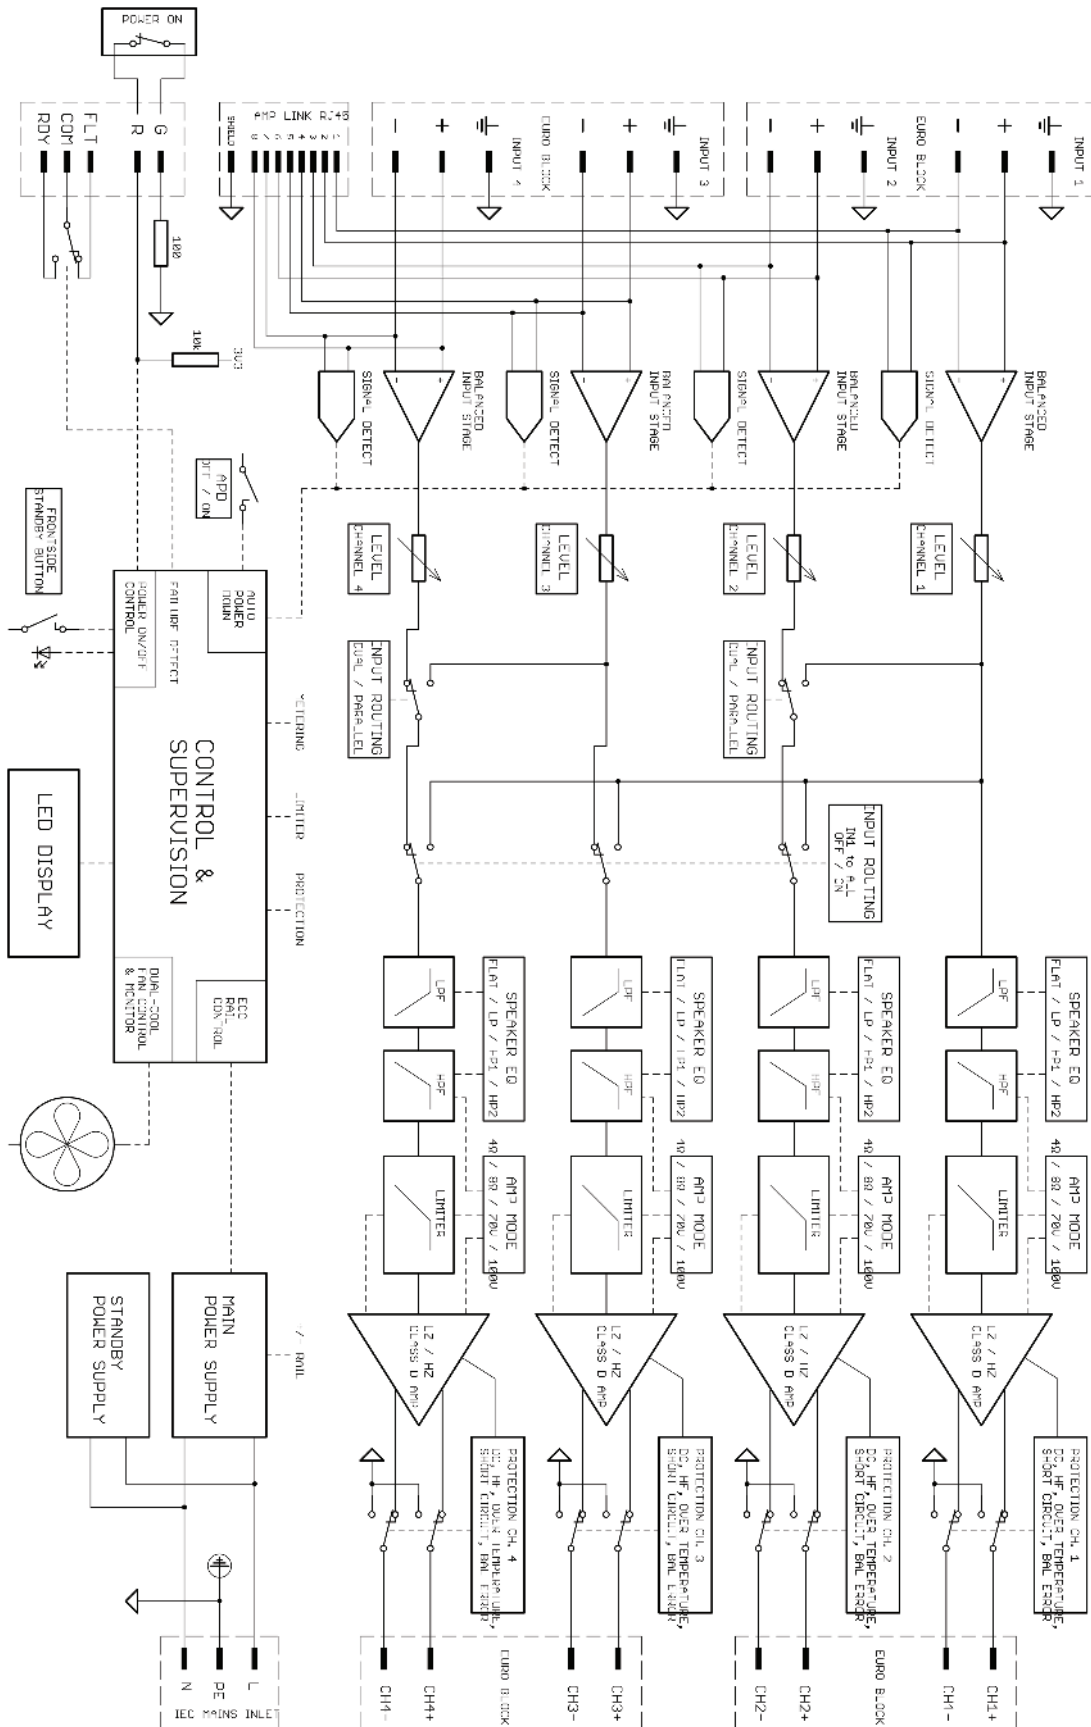 POWER ON
FLT
COM
RDY
G
R
100
10k
3V3
AMP LINK RJ45
SHIELD
8
7
6
5
4
3
2
1
INPUT 4
-
+
EURO BLOCK
INPUT 3
-
+
INPUT 2
-
+
EURO BLOCK
INPUT 1
-
+
SIGNAL DETECT
BALANCED
INPUT STAGE
SIGNAL DETECT
BALANCED
INPUT STAGE
SIGNAL DETECT
BALANCED
INPUT STAGE
SIGNAL DETECT
BALANCED
INPUT STAGE
APD
OFF / ON
FRONTSIDE
STANDBY BUTTON
LEVEL
CHANNEL 4
LEVEL
CHANNEL 3
LEVEL
CHANNEL 2
LEVEL
CHANNEL 1
AUTO
POWER
DOWN
FAILURE DETECT
POWER ON/OFF
CONTROL
INPUT ROUTING
DUAL / PARALLEL
INPUT ROUTING
DUAL / PARALLEL
METERING
LIMITER
PROTECTION
CONTROL &
SUPERVISION
LED DISPLAY
INPUT ROUTING
IN1 to ALL
OFF / ON
DUAL-COOL
FAN CONTROL
& MONITOR
ECC
RAIL
CONTROL
LPF
SPEAKER EQ
FLAT / LP / HP1 / HP2
LPF
SPEAKER EQ
FLAT / LP / HP1 / HP2
LPF
SPEAKER EQ
FLAT / LP / HP1 / HP2
LPF
SPEAKER EQ
FLAT / LP / HP1 / HP2
HPF
HPF
HPF
HPF
LIMITER
AMP MODE
4Ω / 8Ω / 70V / 100V
LIMITER
AMP MODE
4Ω / 8Ω / 70V / 100V
LIMITER
AMP MODE
4Ω / 8Ω / 70V / 100V
LIMITER
AMP MODE
4Ω / 8Ω / 70V / 100V
STANDBY
POWER SUPPLY
MAIN
POWER SUPPLY
RAIL
LZ / HZ
CLASS D AMP
LZ / HZ
CLASS D AMP
LZ / HZ
CLASS D AMP
LZ / HZ
CLASS D AMP
PROTECTION CH. 4
DC, HF, OVER TEMPERATURE,
SHORT CIRCUIT, BAL ERROR
PROTECTION CH. 3
DC, HF, OVER TEMPERATURE,
SHORT CIRCUIT, BAL ERROR
PROTECTION CH. 2
DC, HF, OVER TEMPERATURE,
SHORT CIRCUIT, BAL ERROR
PROTECTION CH. 1
DC, HF, OVER TEMPERATURE,
SHORT CIRCUIT, BAL ERROR
N
PE
L
IEC MAINS INLET
CH4-
CH4+
EURO BLOCK
CH3-
CH3+
CH2-
CH2+
EURO BLOCK
CH1-
CH1+